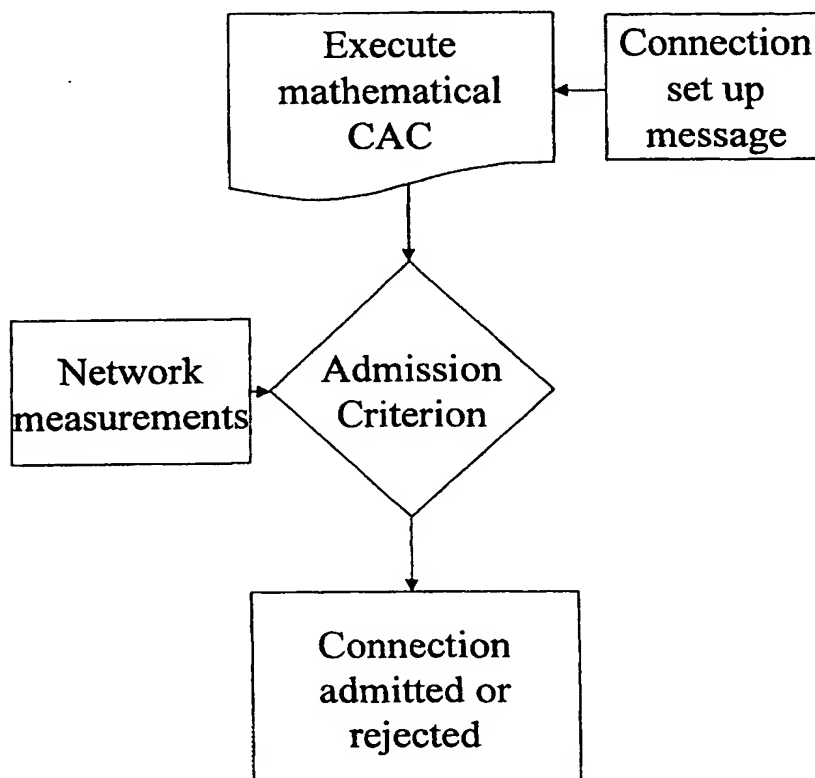 Execute
mathematical
CAC
Connection
set up
message
Network
measurements
Admission
Criterion
Connection
admitted or
rejected